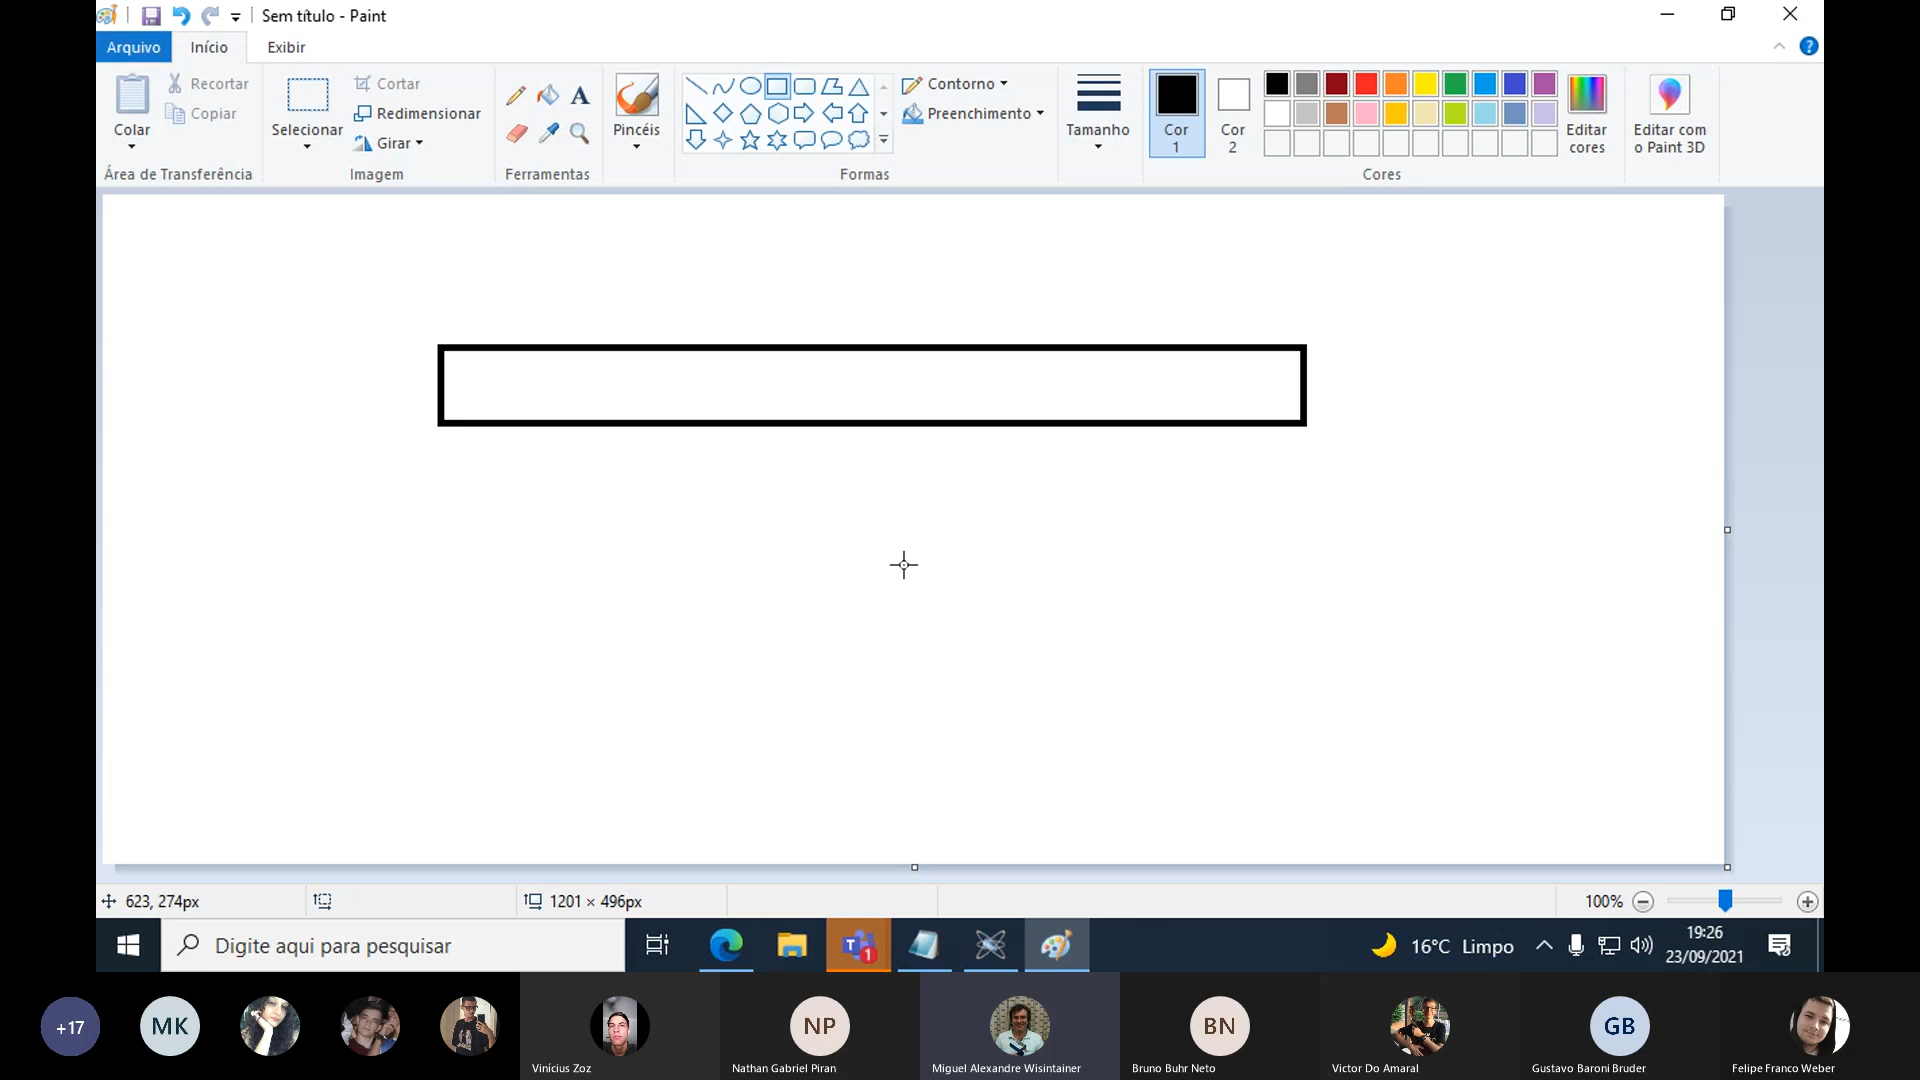 Sem título - Paint
Arquivo
Início
Exibir
?
Colar
Recortar
Copiar
Área de Transferência
Selecionar
Cortar
Redimensionar
Girar
Imagem
A
Ferramentas
Pincéis
Contorno
Preenchimento
Formas
Tamanho
Cor
1
Cor
2
Editar
cores
Cores
Editar com
o Paint 3D
623, 274px
1201 × 496px
100%
Digite aqui para pesquisar
T
1
16°C Limpo
19:26
23/09/2021
+17
MK
Vinícius Zoz
NP
Nathan Gabriel Piran
Miguel Alexandre Wisintainer
BN
Bruno Buhr Neto
Victor Do Amaral
GB
Gustavo Baroni Bruder
Felipe Franco Weber